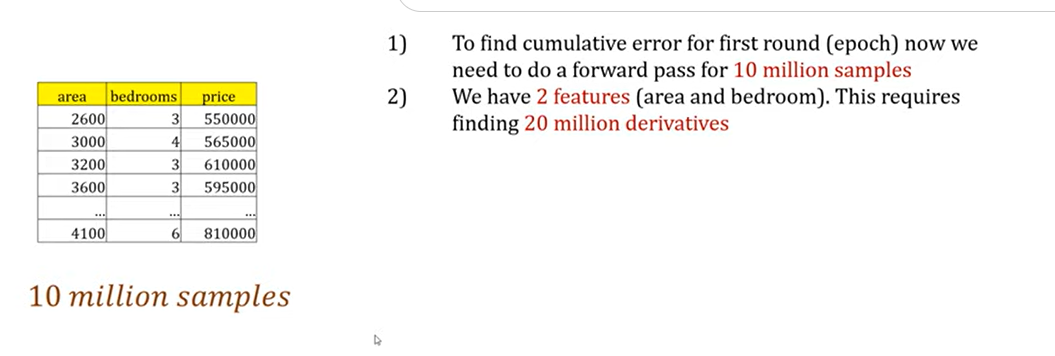 1) To find cumulative error for first round (epoch) now we
need to do a forward pass for 10 million samples
2) We have 2 features (area and bedroom). This requires
finding 20 million derivatives
area bedrooms price
2600 3 550000
3000 4 565000
3200 3 610000
3600 3 595000
... ... ...
4100 6 810000
10 million samples